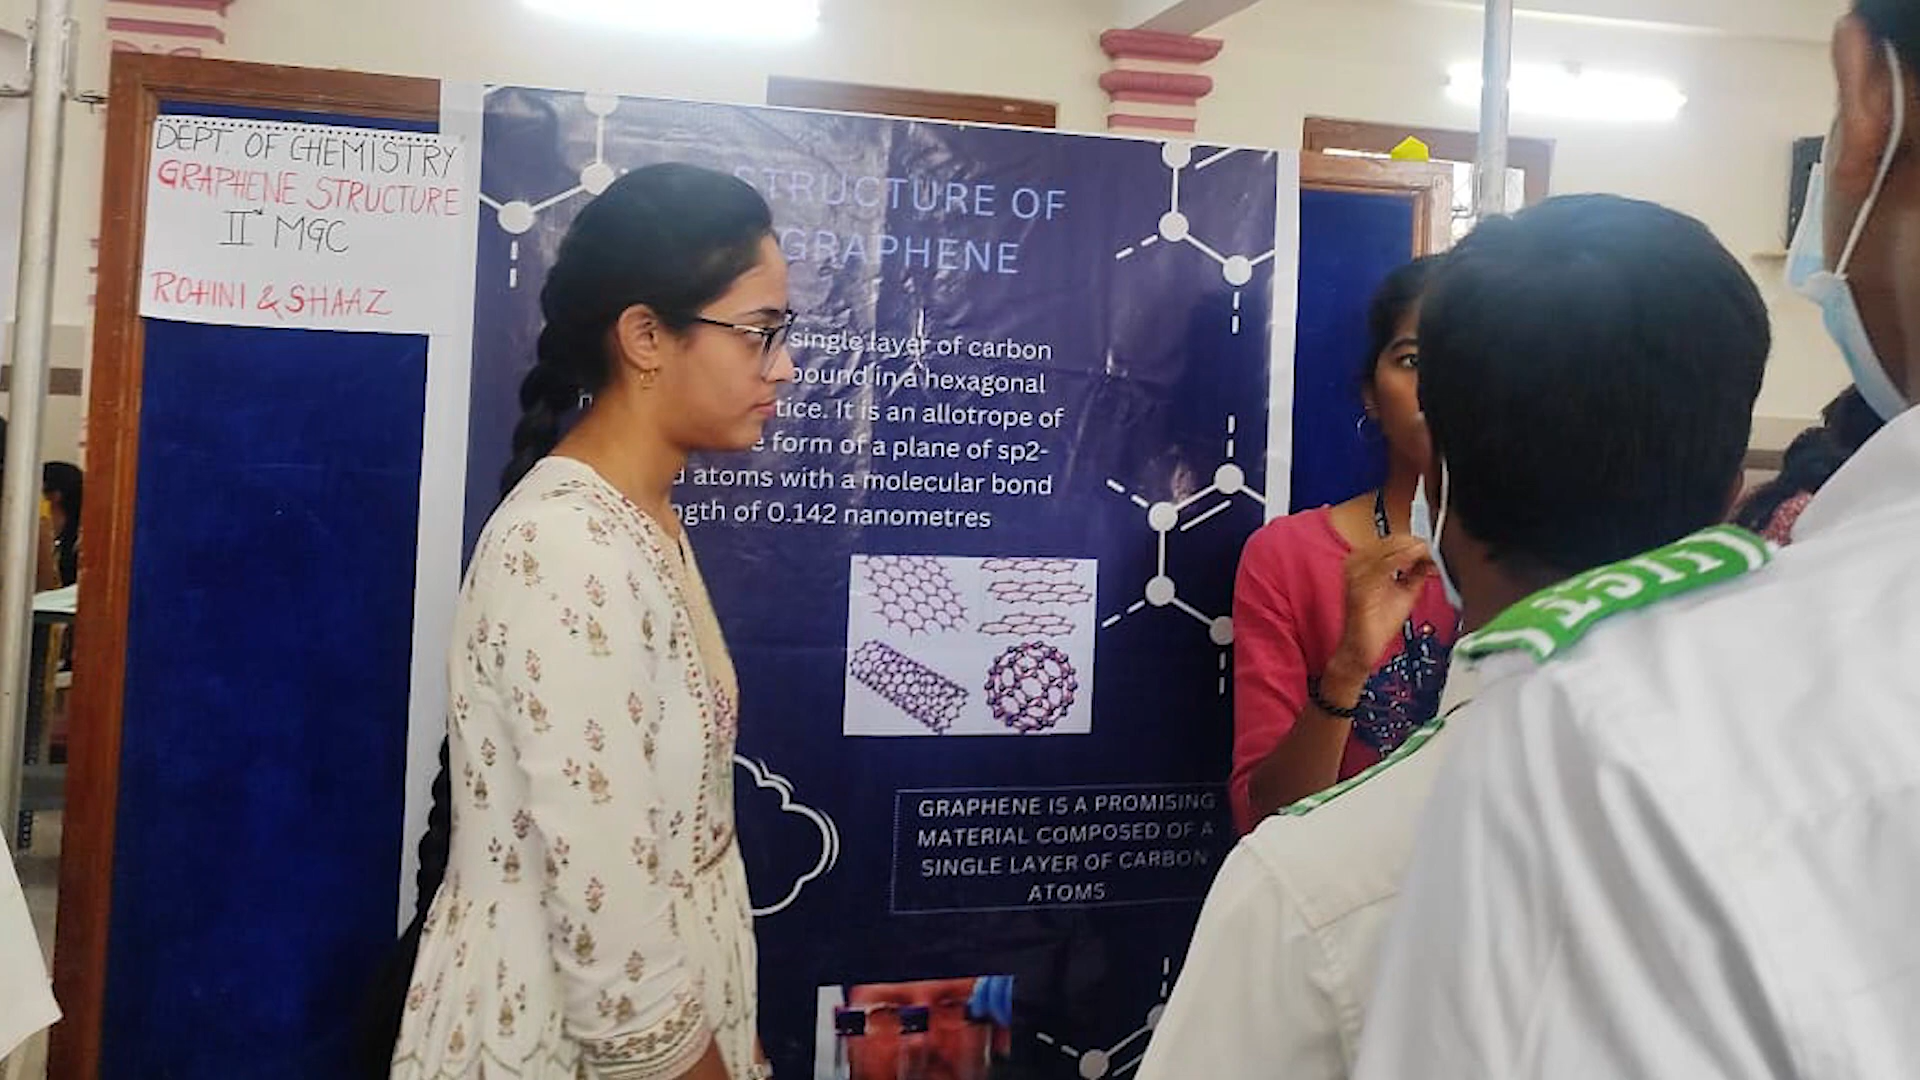 DEPT. OF CHEMISTRY
GRAPHENE STRUCTURE
II MGC
ROHINI & SHAAZ
STRUCTURE OF
GRAPHENE
single layer of carbon
bound in a hexagonal
It is an allotrope of
form of a plane of sp2-
atoms with a molecular bond
of 0.142 nanometres
GRAPHENE IS A PROMISING
MATERIAL COMPOSED OF A
SINGLE LAYER OF CARBON
ATOMS